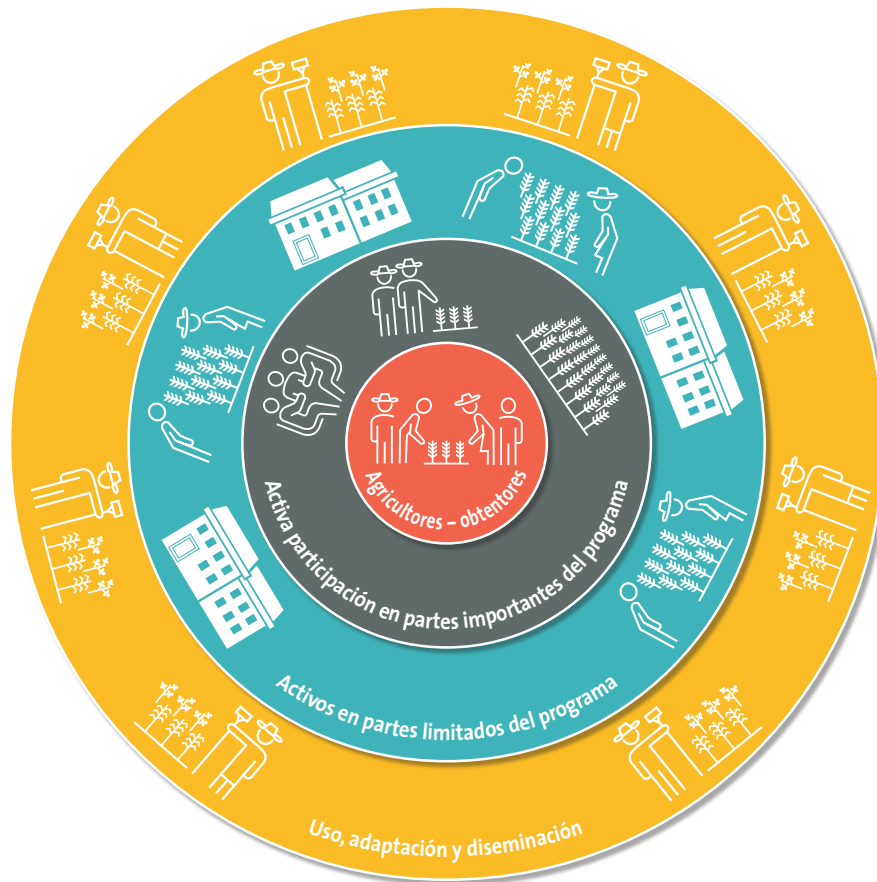 Agricultores – obtentores
Activa participación en partes importantes del programa
Activos en partes limitados del programa
Uso, adaptación y diseminación